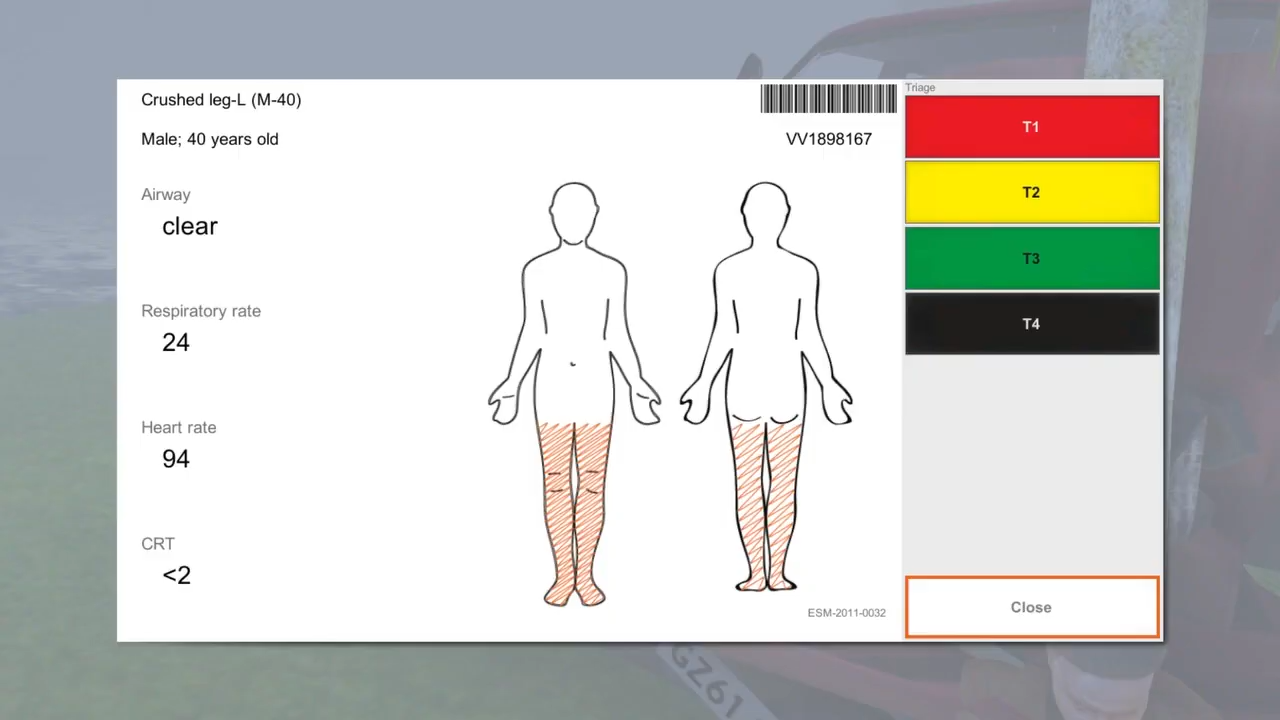 Crushed leg-L (M-40)
Male; 40 years old
VV1898167
Airway
clear
Respiratory rate
24
Heart rate
94
CRT
<2
ESM-2011-0032
Triage
T1
T2
T3
T4
Close
GZ61